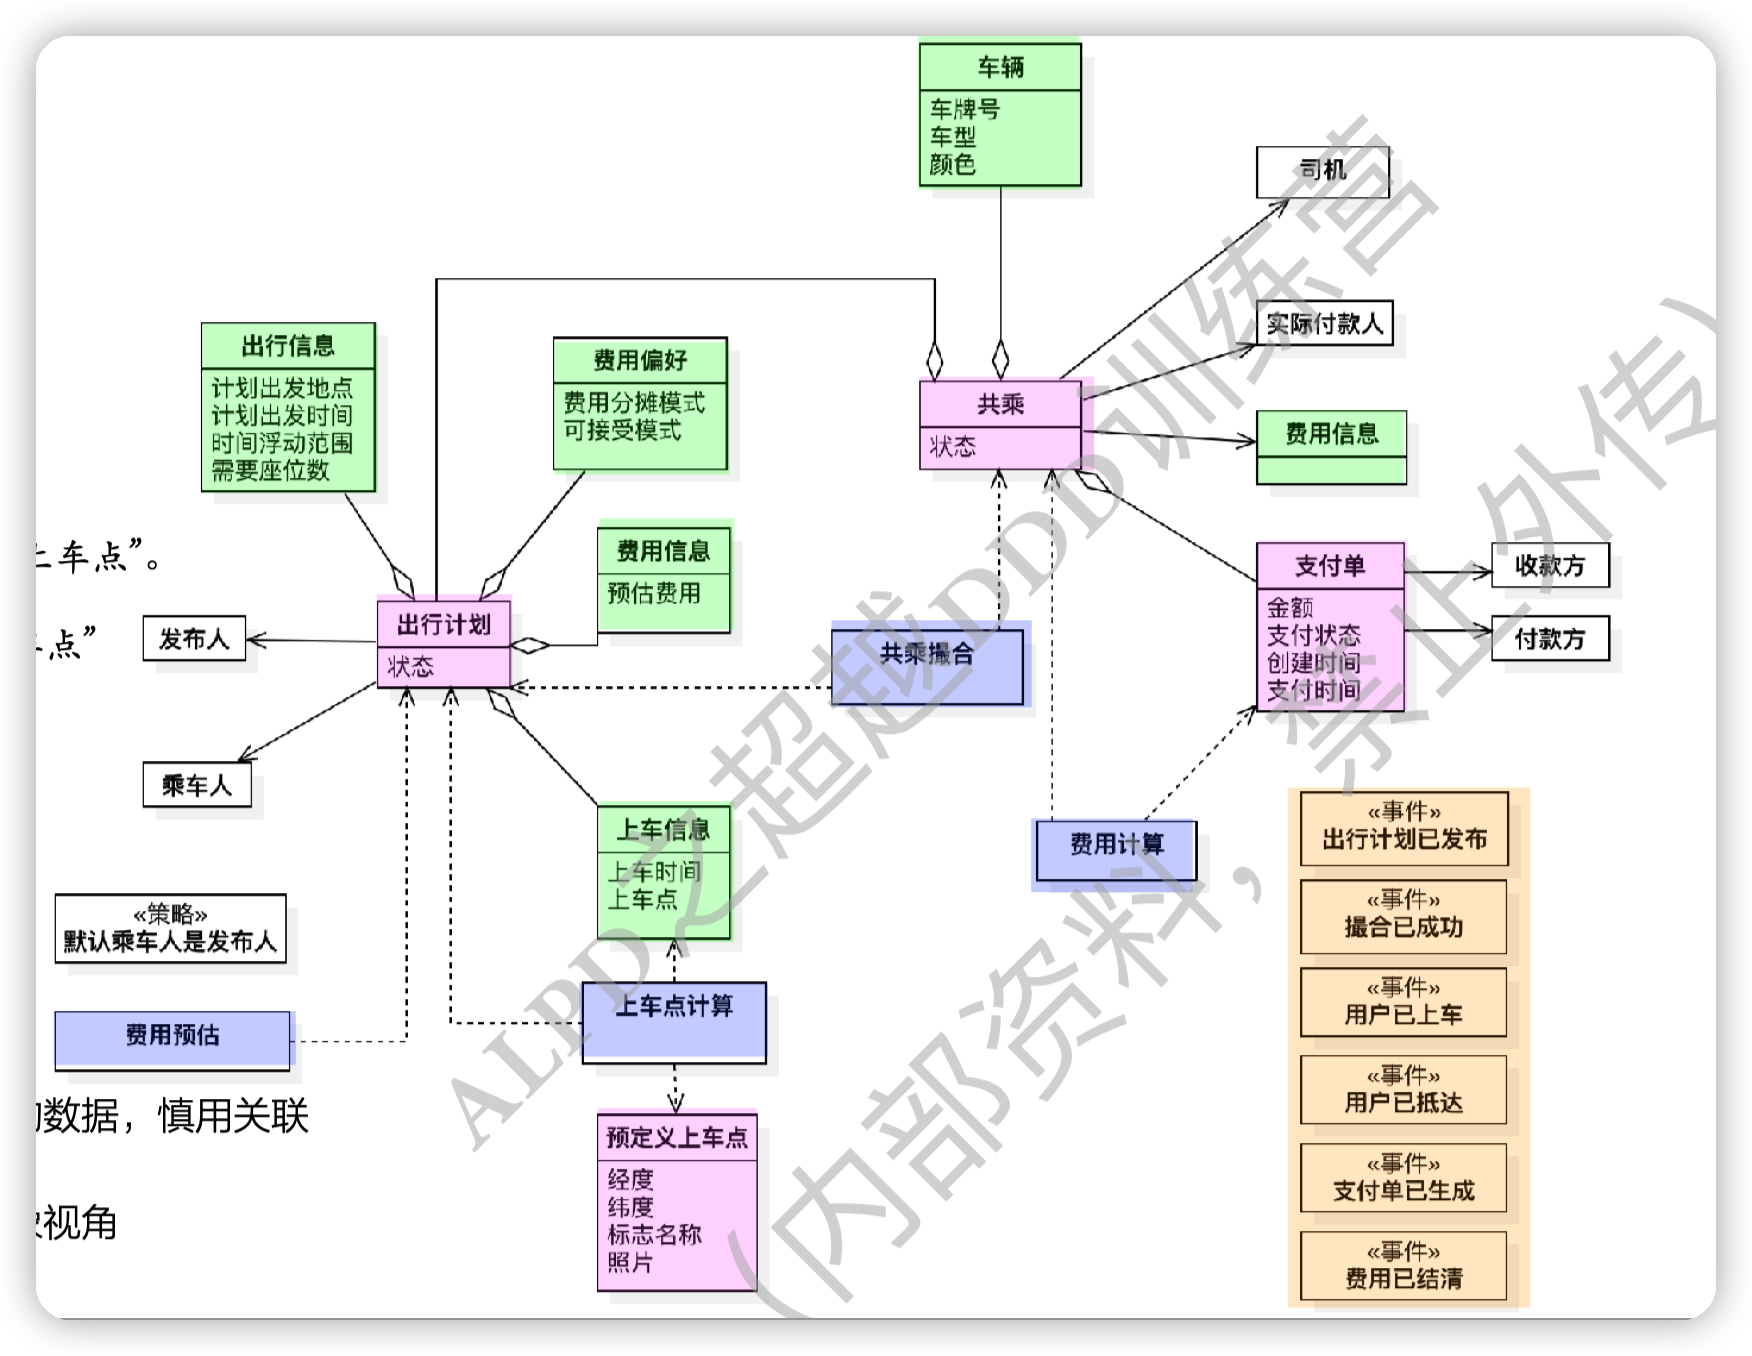 车辆
车牌号
车型
颜色
司机
实际付款人
出行信息
计划出发地点
计划出发时间
时间浮动范围
需要座位数
费用偏好
费用分摊模式
可接受模式
共乘
状态
费用信息
费用信息
预估费用
上车点”。
支付单
金额
支付状态
创建时间
支付时间
收款方
付款方
发布人
出行计划
状态
点”
共乘撮合
乘车人
上车信息
上车时间
上车点
费用计算
«策略»
默认乘车人是发布人
费用预估
上车点计算
数据，慎用关联
视角
预定义上车点
经度
纬度
标志名称
照片
«事件»
出行计划已发布
«事件»
撮合已成功
«事件»
用户已上车
«事件»
用户已抵达
«事件»
支付单已生成
«事件»
费用已结清
ALPD之超越DDD训练营
（内部资料，禁止外传）